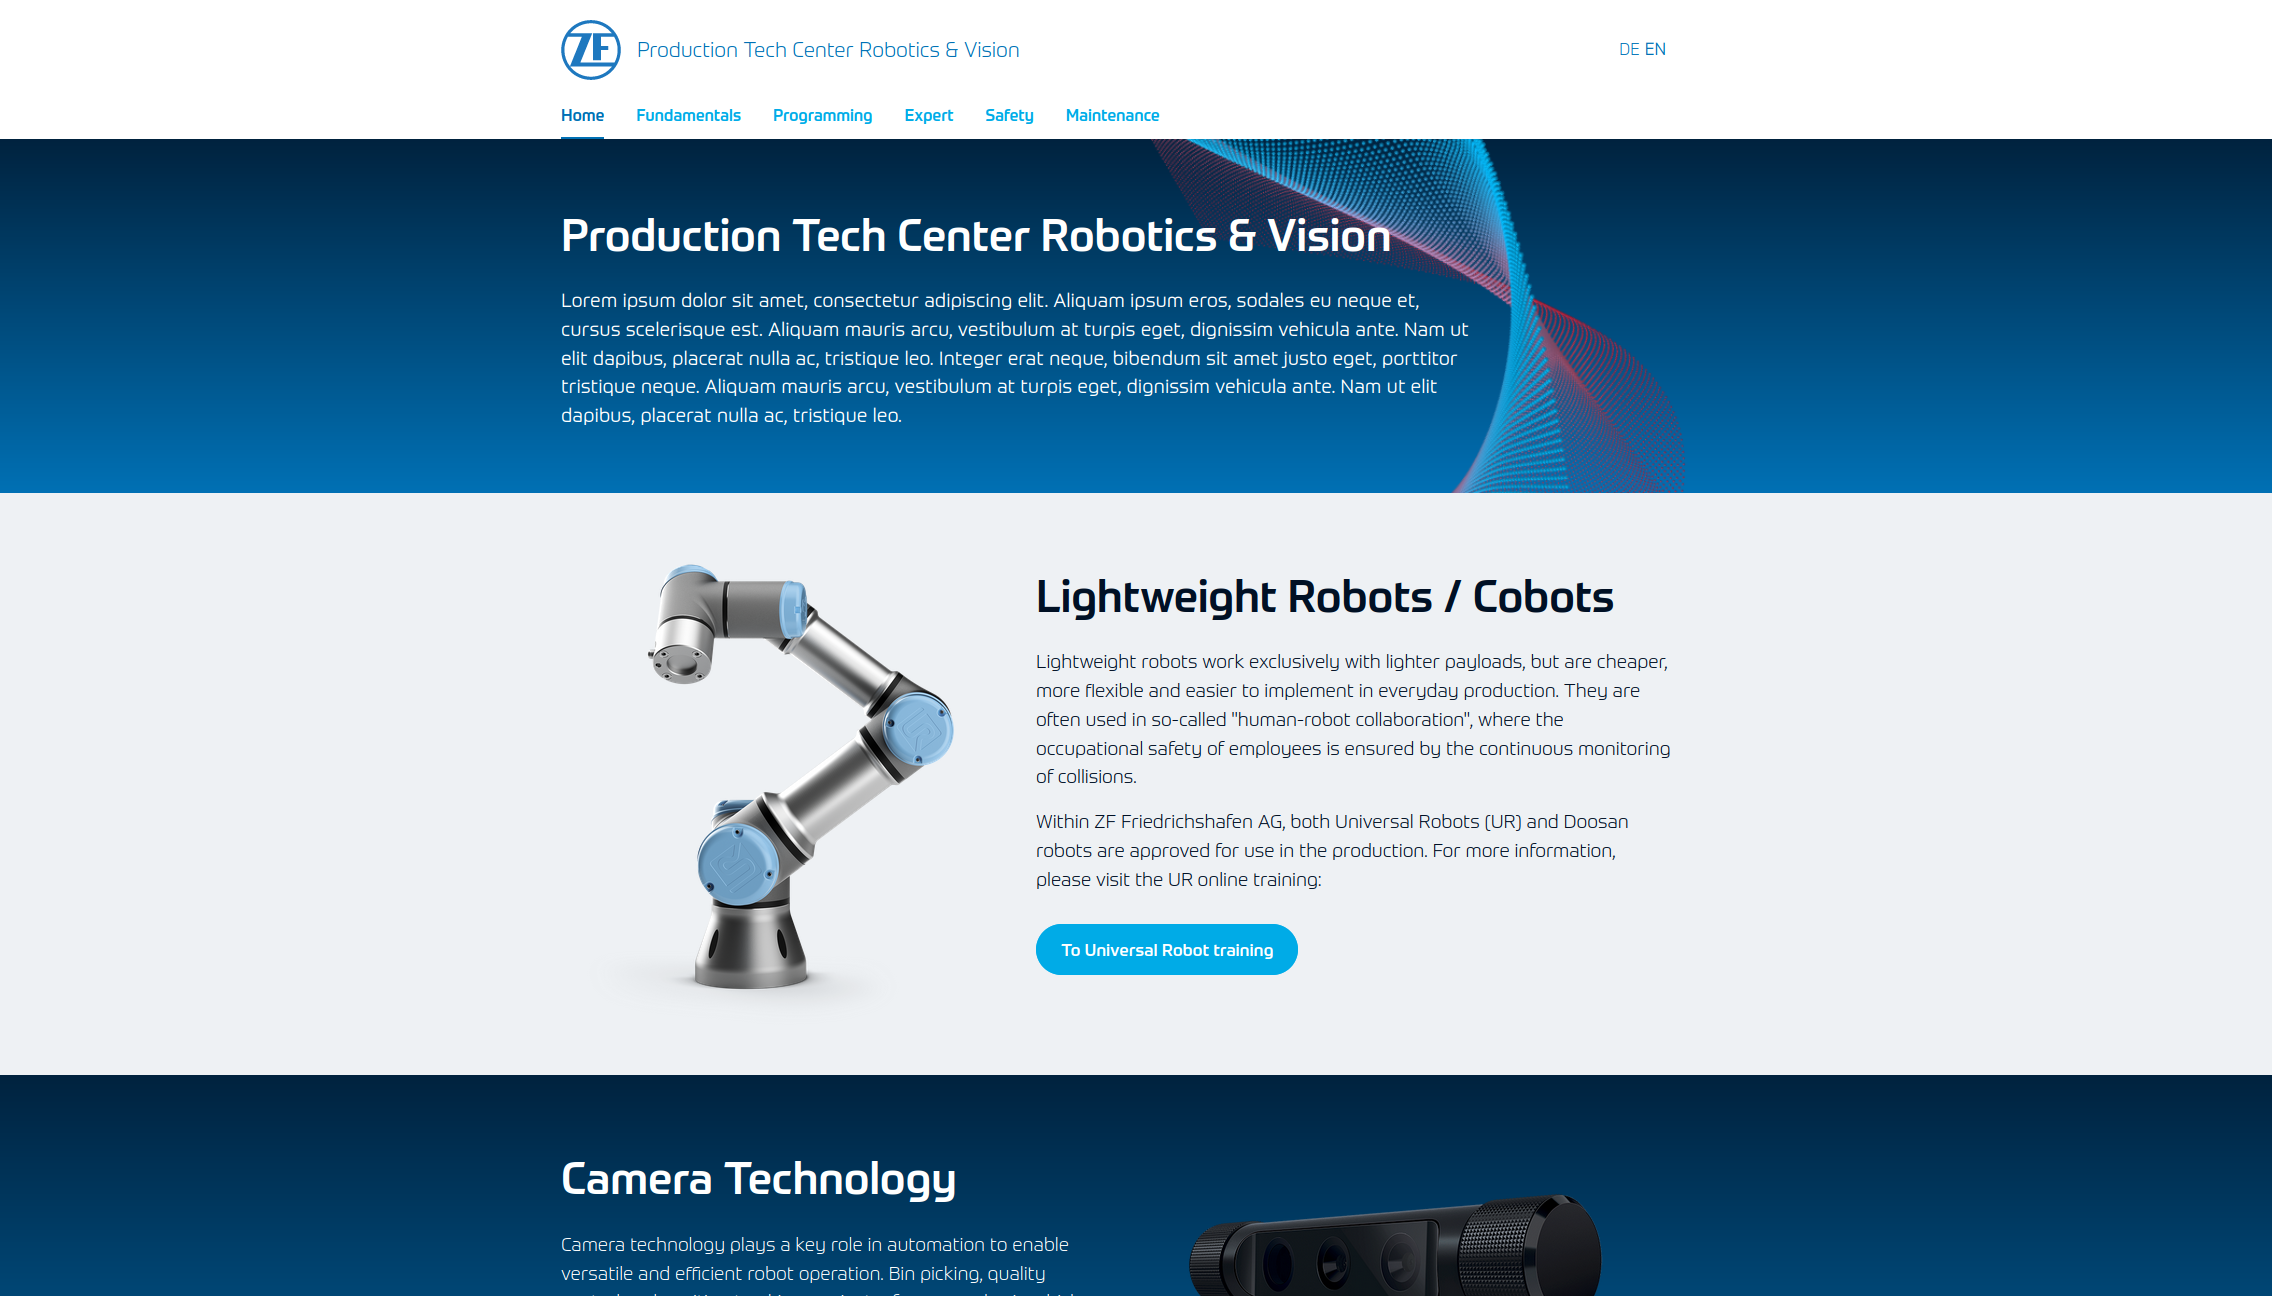 ZF
Production Tech Center Robotics & Vision
DE EN
Home Fundamentals Programming Expert Safety Maintenance
Production Tech Center Robotics & Vision
Lorem ipsum dolor sit amet, consectetur adipiscing elit. Aliquam ipsum eros, sodales eu neque et,
cursus scelerisque est. Aliquam mauris arcu, vestibulum at turpis eget, dignissim vehicula ante. Nam ut
elit dapibus, placerat nulla ac, tristique leo. Integer erat neque, bibendum sit amet justo eget, porttitor
tristique neque. Aliquam mauris arcu, vestibulum at turpis eget, dignissim vehicula ante. Nam ut elit
dapibus, placerat nulla ac, tristique leo.
Lightweight Robots / Cobots
Lightweight robots work exclusively with lighter payloads, but are cheaper,
more flexible and easier to implement in everyday production. They are
often used in so-called "human-robot collaboration", where the
occupational safety of employees is ensured by the continuous monitoring
of collisions.
Within ZF Friedrichshafen AG, both Universal Robots (UR) and Doosan
robots are approved for use in the production. For more information,
please visit the UR online training:
To Universal Robot training
Camera Technology
Camera technology plays a key role in automation to enable
versatile and efficient robot operation. Bin picking, quality